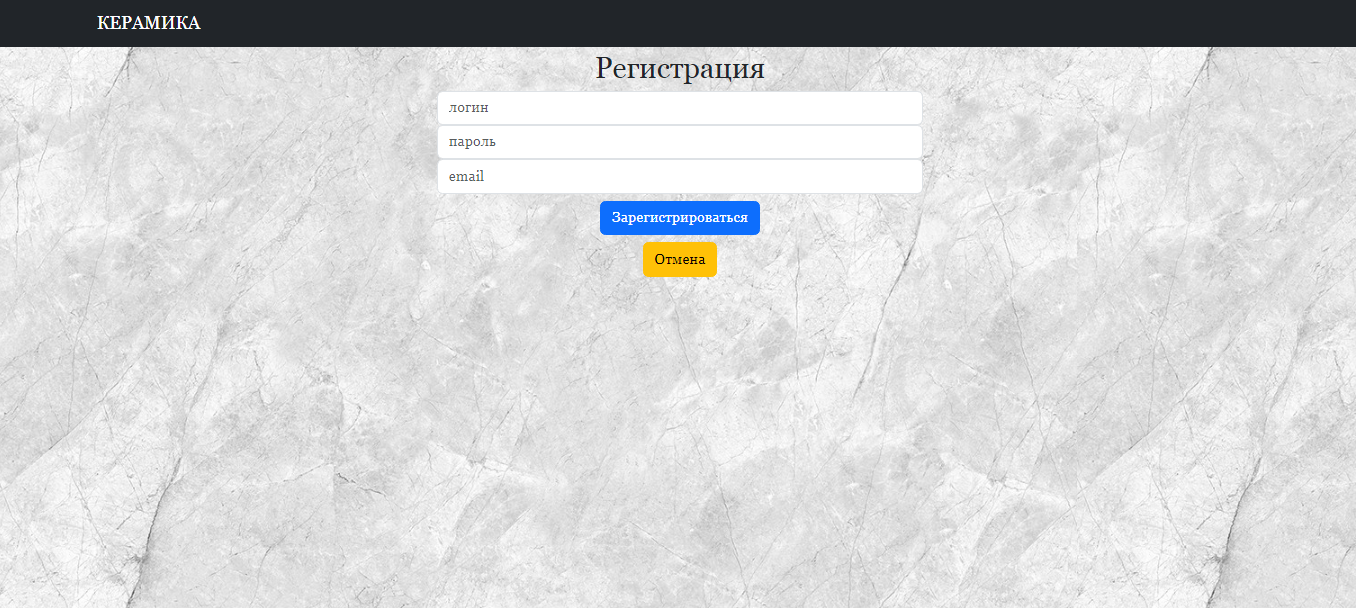 КЕРАМИКА
Регистрация
логин
пароль
email
Зарегистрироваться
Отмена